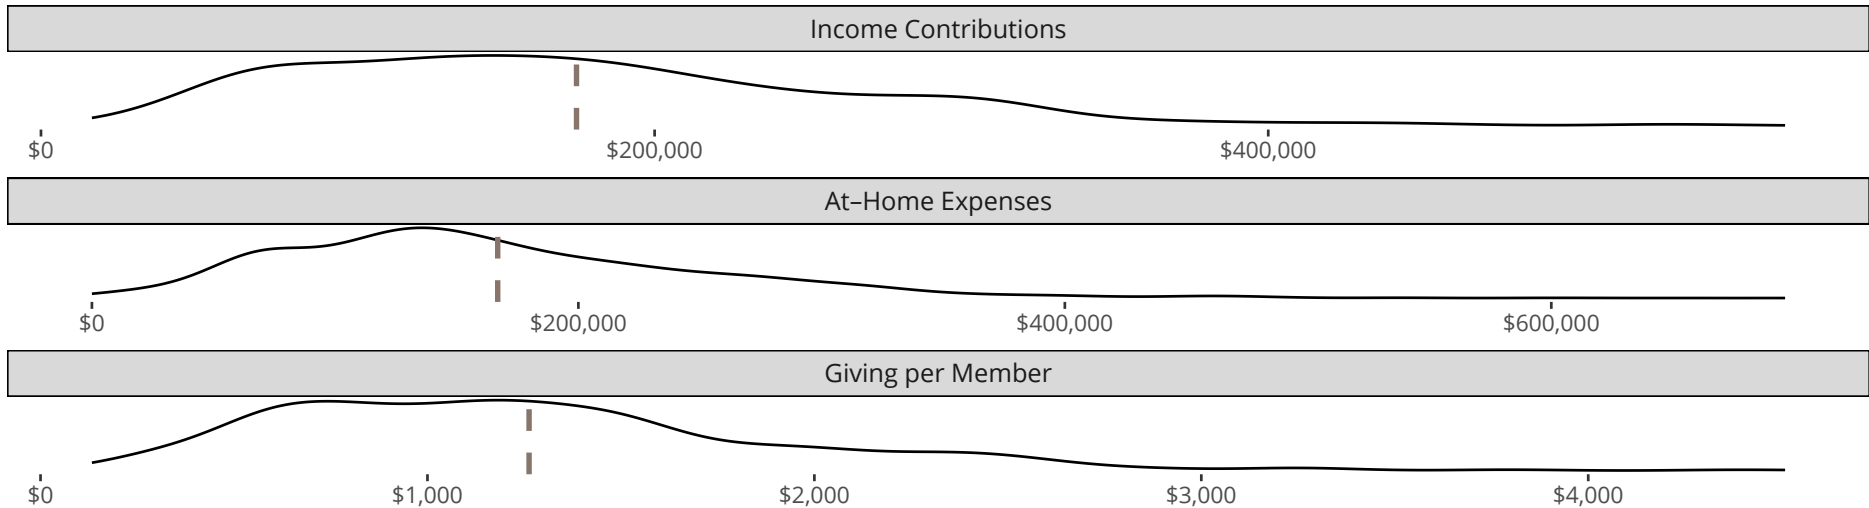 Income Contributions
$0 $200,000 $400,000
At–Home Expenses
$0 $200,000 $400,000 $600,000
Giving per Member
$0 $1,000 $2,000 $3,000 $4,000